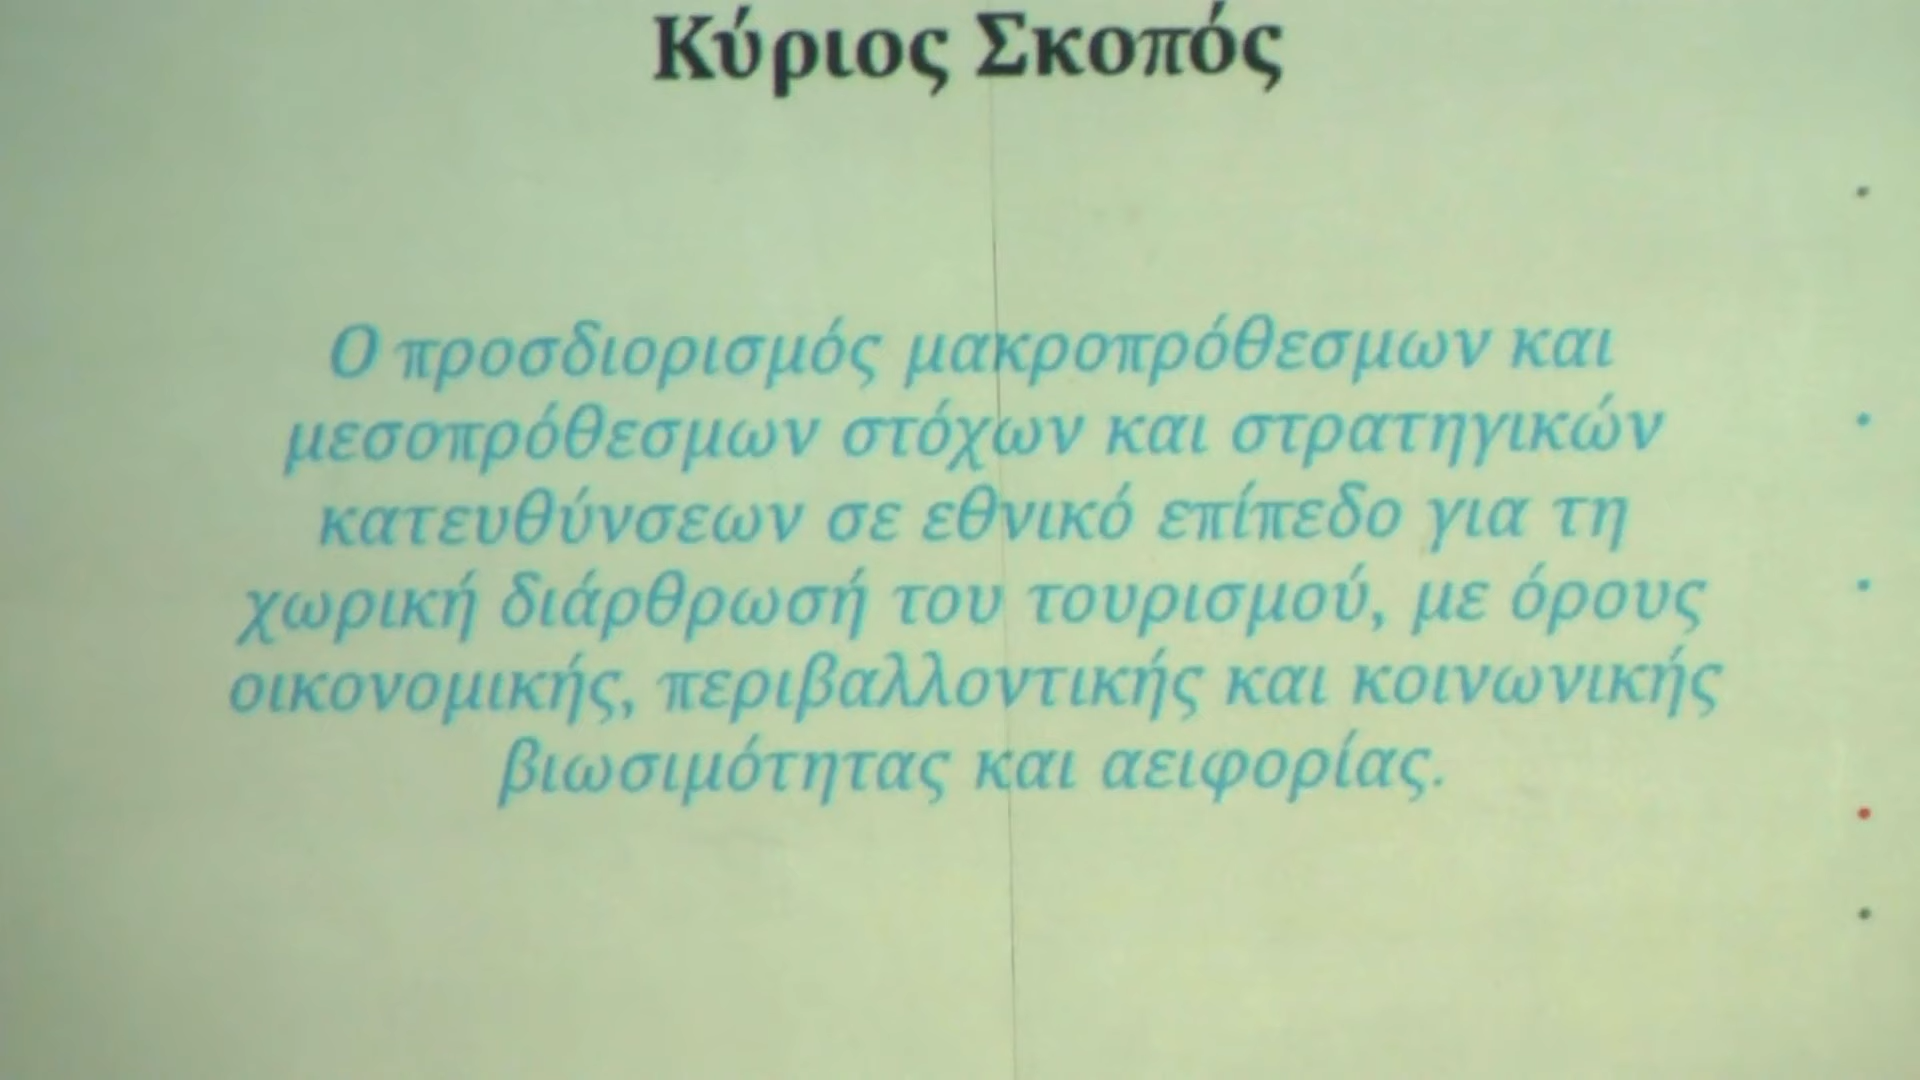 Κύριος Σκοπός
Ο προσδιορισμός μακροπρόθεσμων και
μεσοπρόθεσμων στόχων και στρατηγικών
κατευθύνσεων σε εθνικό επίπεδο για τη
χωρική διάρθρωσή του τουρισμού, με όρους
οικονομικής, περιβαλλοντικής και κοινωνικής
βιωσιμότητας και αειφορίας.